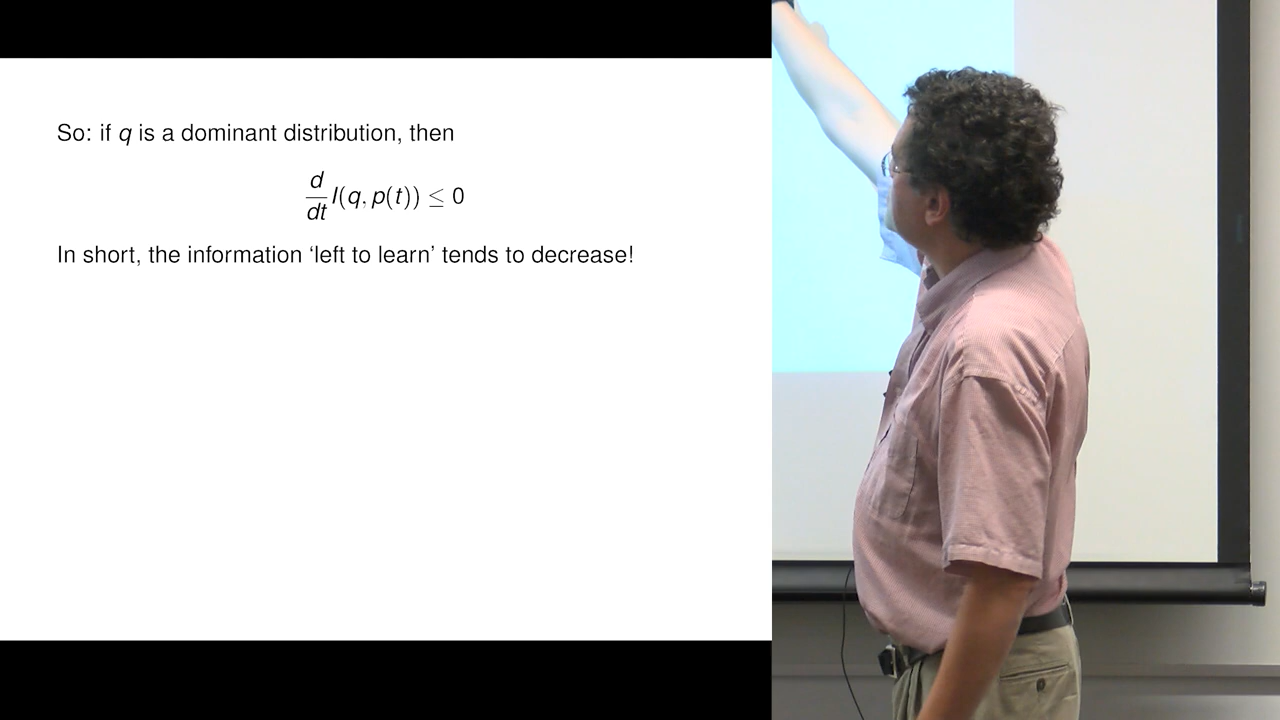 So: if q is a dominant distribution, then
d/dt I(q, p(t)) ≤ 0
In short, the information ‘left to learn’ tends to decrease!